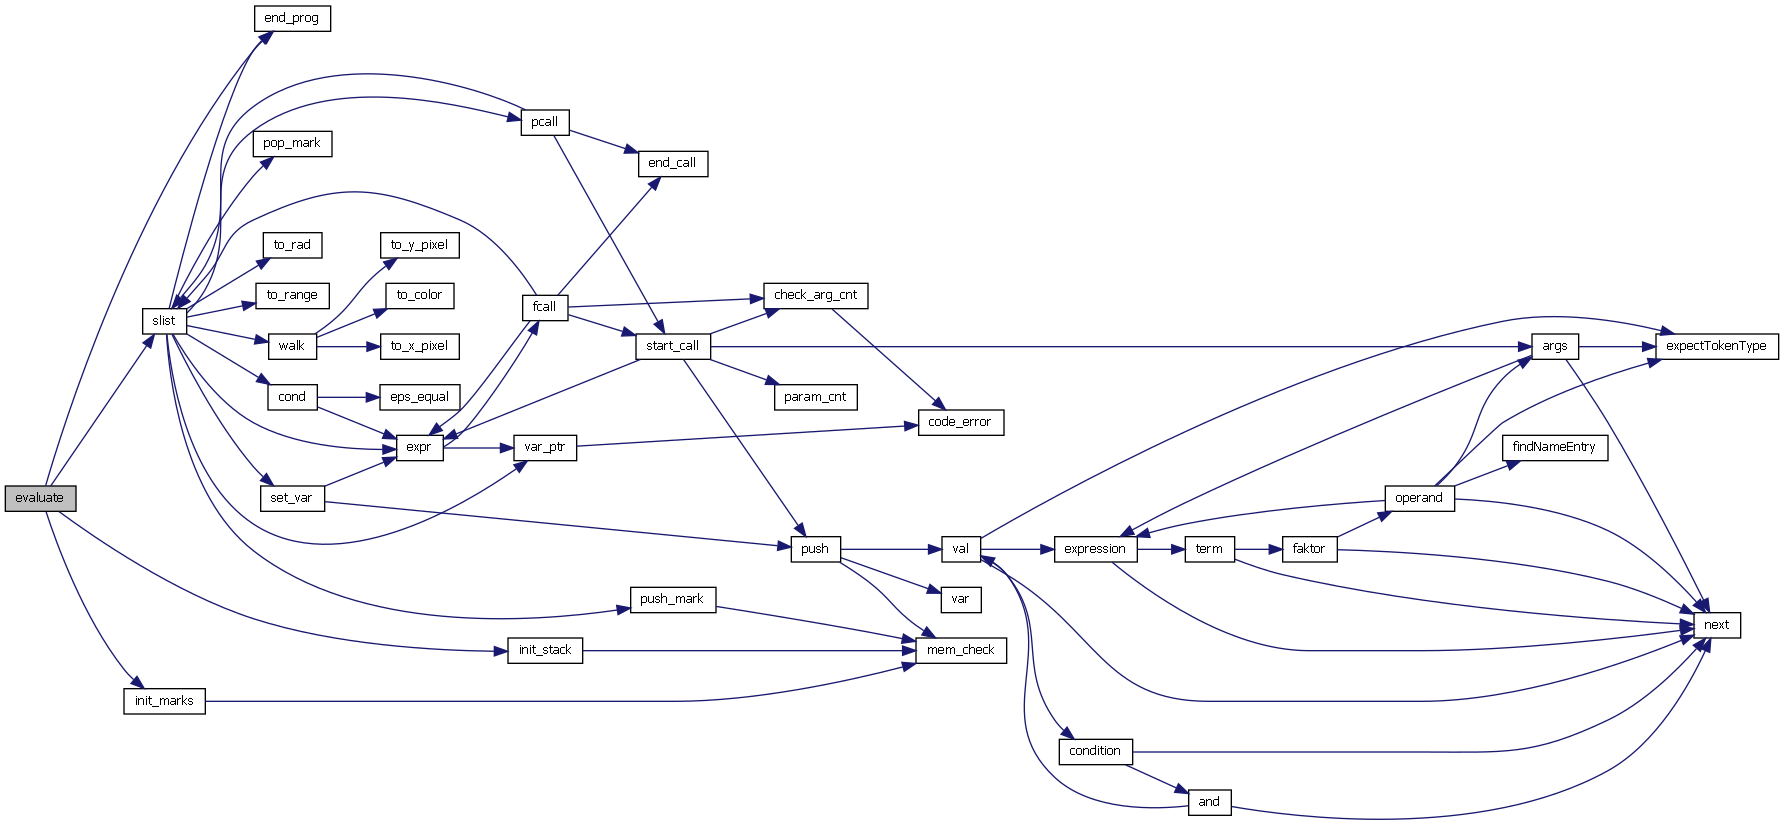 end_prog
pcall
pop_mark
end_call
to_rad
to_y_pixel
to_range
to_color
check_arg_cnt
fcall
slist
walk
to_x_pixel
start_call
args
expectTokenType
cond
eps_equal
param_cnt
code_error
expr
var_ptr
findNameEntry
evaluate
set_var
operand
push
val
expression
term
faktor
push_mark
var
next
init_stack
mem_check
init_marks
condition
and